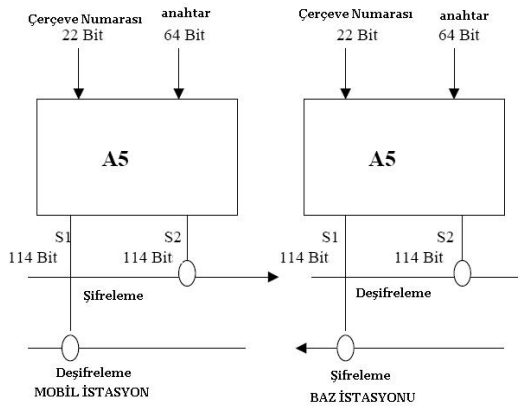 Çerçeve Numarası anahtar
22 Bit 64 Bit
A5
S1 S2
114 Bit 114 Bit
Şifreleme
Deşifreleme
MOBİL İSTASYON
Çerçeve Numarası anahtar
22 Bit 64 Bit
A5
S1 S2
114 Bit 114 Bit
Deşifreleme
Şifreleme
BAZ İSTASYONU